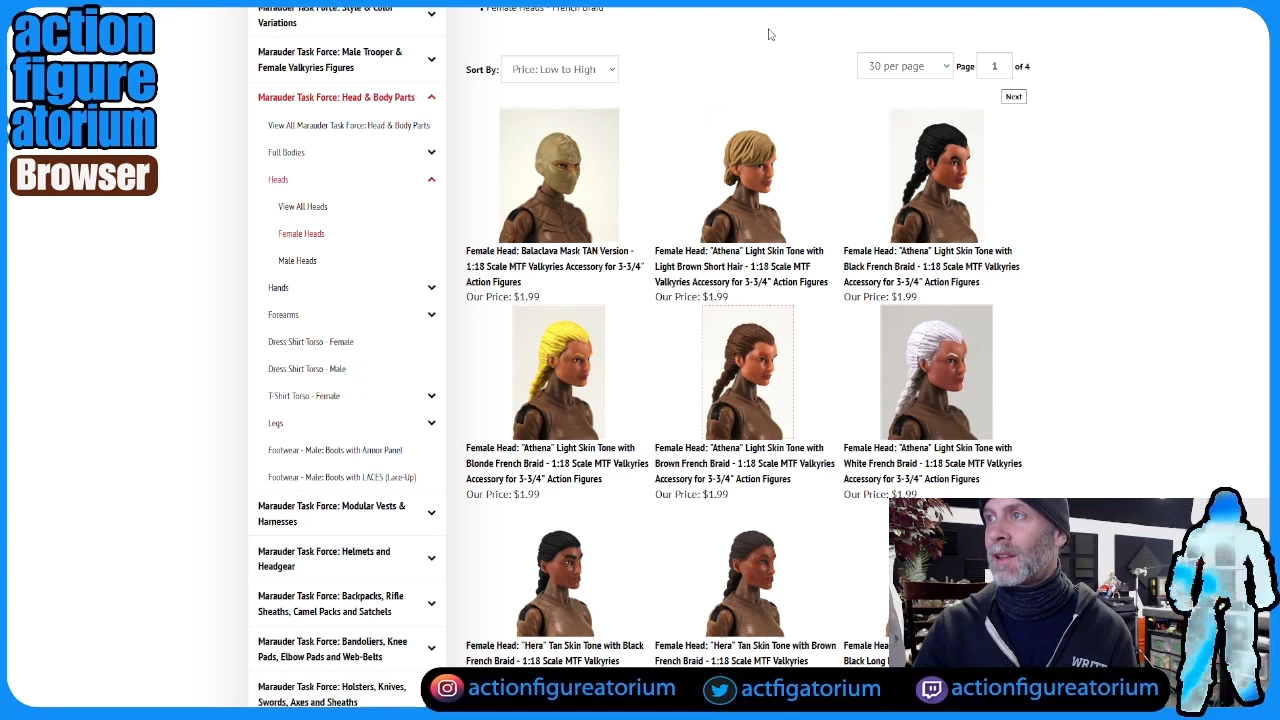 action
figure
atorium
Browser
Marauder Task Force: Style & Color
Variations
Marauder Task Force: Male Trooper &
Female Valkyries Figures
Marauder Task Force: Head & Body Parts
View All Marauder Task Force: Head & Body Parts
Full Bodies
Heads
View All Heads
Female Heads
Male Heads
Hands
Forearms
Dress Shirt Torso - Female
Dress Shirt Torso - Male
T-Shirt Torso - Female
Legs
Footwear - Male: Boots with Armor Panel
Footwear - Male: Boots with LACES (Lace-Up)
Marauder Task Force: Modular Vests &
Harnesses
Marauder Task Force: Helmets and
Headgear
Marauder Task Force: Backpacks, Rifle
Sheaths, Camel Packs and Satchels
Marauder Task Force: Bandoliers, Knee
Pads, Elbow Pads and Web-Belts
Marauder Task Force: Holsters, Knives,
Swords, Axes and Sheaths
Female Heads - French Braid
Sort By: Price: Low to High
30 per page Page 1 of 4
Next
Female Head: Balaclava Mask TAN Version -
1:18 Scale MTF Valkyries Accessory for 3-3/4"
Action Figures
Our Price: $1.99
Female Head: "Athena" Light Skin Tone with
Light Brown Short Hair - 1:18 Scale MTF
Valkyries Accessory for 3-3/4" Action Figures
Our Price: $1.99
Female Head: "Athena" Light Skin Tone with
Black French Braid - 1:18 Scale MTF Valkyries
Accessory for 3-3/4" Action Figures
Our Price: $1.99
Female Head: "Athena" Light Skin Tone with
Blonde French Braid - 1:18 Scale MTF Valkyries
Accessory for 3-3/4" Action Figures
Our Price: $1.99
Female Head: "Athena" Light Skin Tone with
Brown French Braid - 1:18 Scale MTF Valkyries
Accessory for 3-3/4" Action Figures
Our Price: $1.99
Female Head: "Athena" Light Skin Tone with
White French Braid - 1:18 Scale MTF Valkyries
Accessory for 3-3/4" Action Figures
Our Price: $1.99
Female Head: "Hera" Tan Skin Tone with Black
French Braid - 1:18 Scale MTF Valkyries
Female Head: "Hera" Tan Skin Tone with Brown
French Braid - 1:18 Scale MTF Valkyries
Female He
Black Long
WRITE
actionfigureatorium
actfigatorium
actionfigureatorium